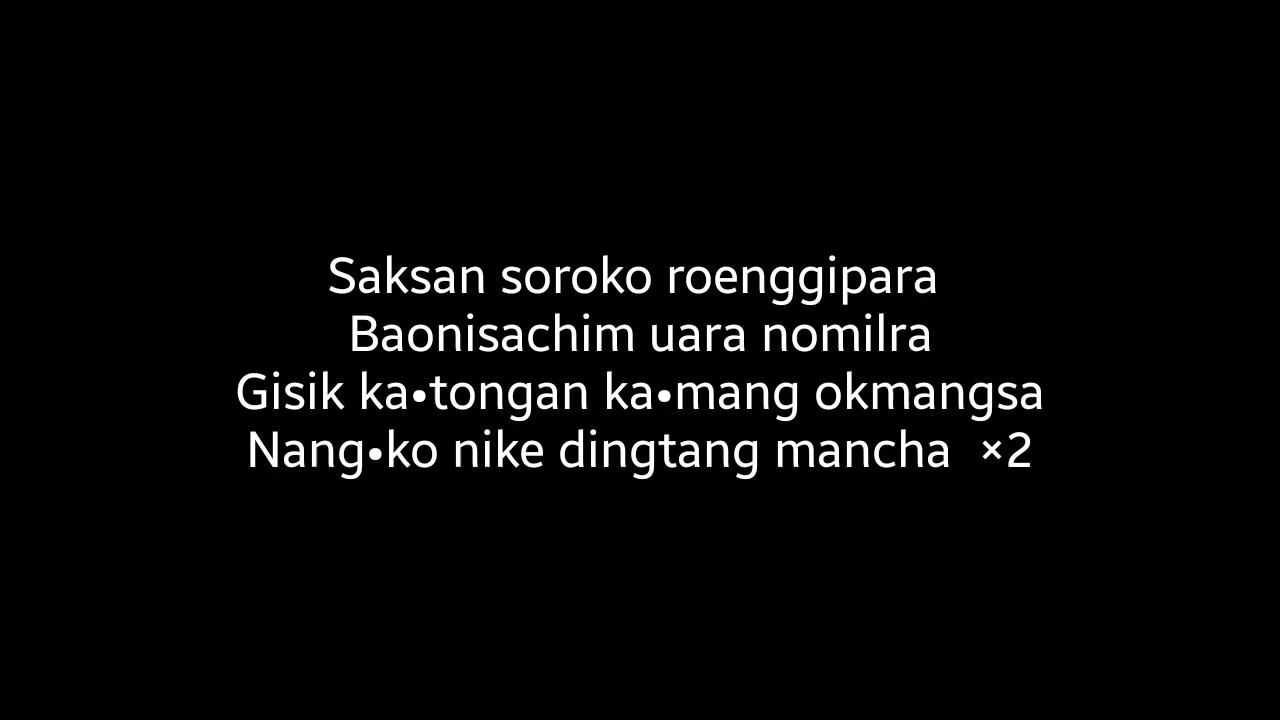 Saksan soroko roenggipara
Baonisachim uara nomilra
Gisik ka•tongan ka•mang okmangsa
Nang•ko nike dingtang mancha ×2